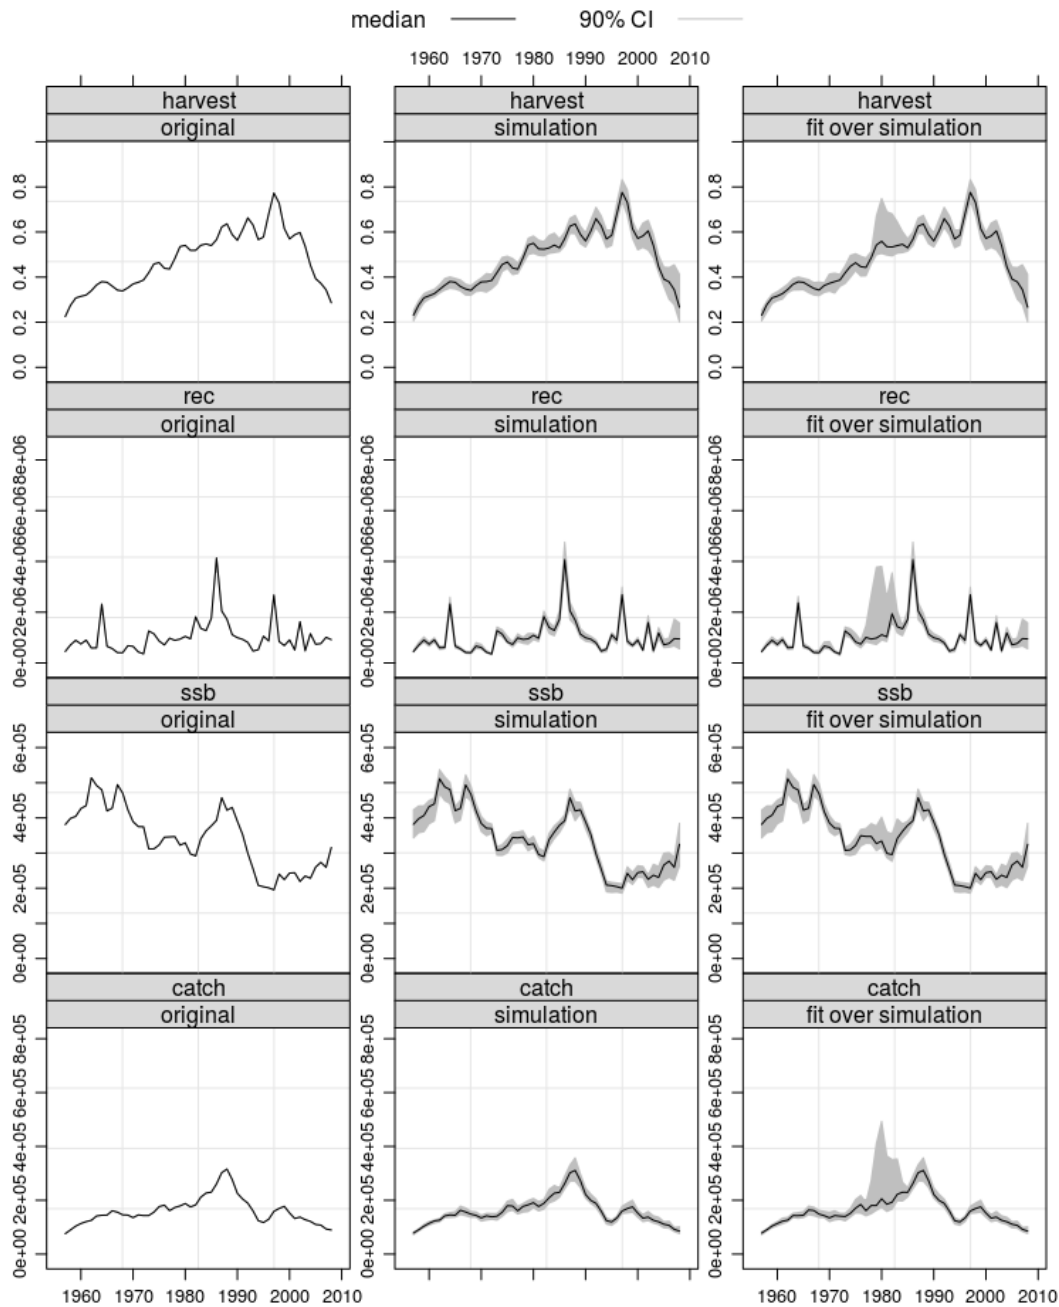 median 90% CI
1960 1970 1980 1990 2000 2010
harvest harvest harvest
original simulation fit over simulation
0.0 0.2 0.4 0.6 0.8
0.0 0.2 0.4 0.6 0.8
0.0 0.2 0.4 0.6 0.8
rec rec rec
original simulation fit over simulation
0e+002e+064e+066e+068e+06
0e+002e+064e+066e+068e+06
0e+002e+064e+066e+068e+06
ssb ssb ssb
original simulation fit over simulation
0e+00 2e+05 4e+05 6e+05
0e+00 2e+05 4e+05 6e+05
0e+00 2e+05 4e+05 6e+05
catch catch catch
original simulation fit over simulation
0e+00 2e+05 4e+05 6e+05 8e+05
0e+00 2e+05 4e+05 6e+05 8e+05
0e+00 2e+05 4e+05 6e+05 8e+05
1960 1970 1980 1990 2000 2010 1960 1970 1980 1990 2000 2010